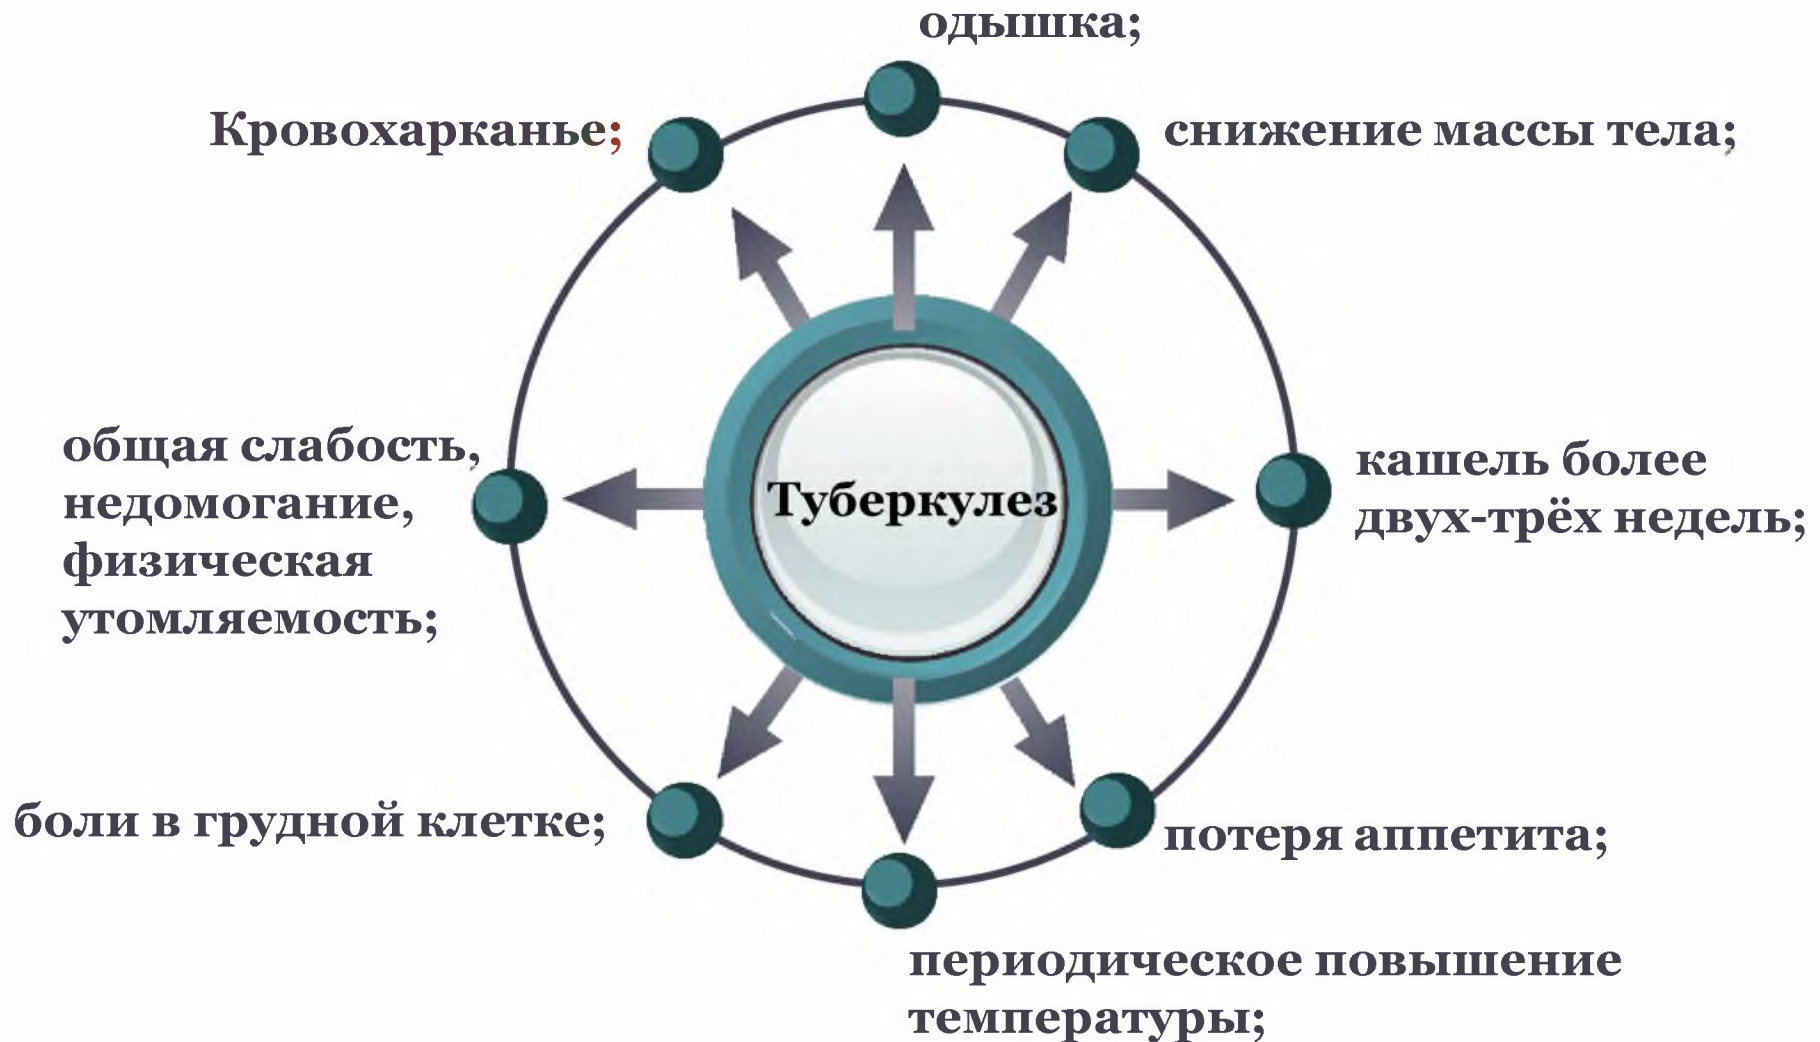 одышка;
Кровохарканье;
снижение массы тела;
общая слабость,
недомогание,
физическая
утомляемость;
Туберкулез
кашель более
двух-трёх недель;
боли в грудной клетке;
потеря аппетита;
периодическое повышение
температуры;